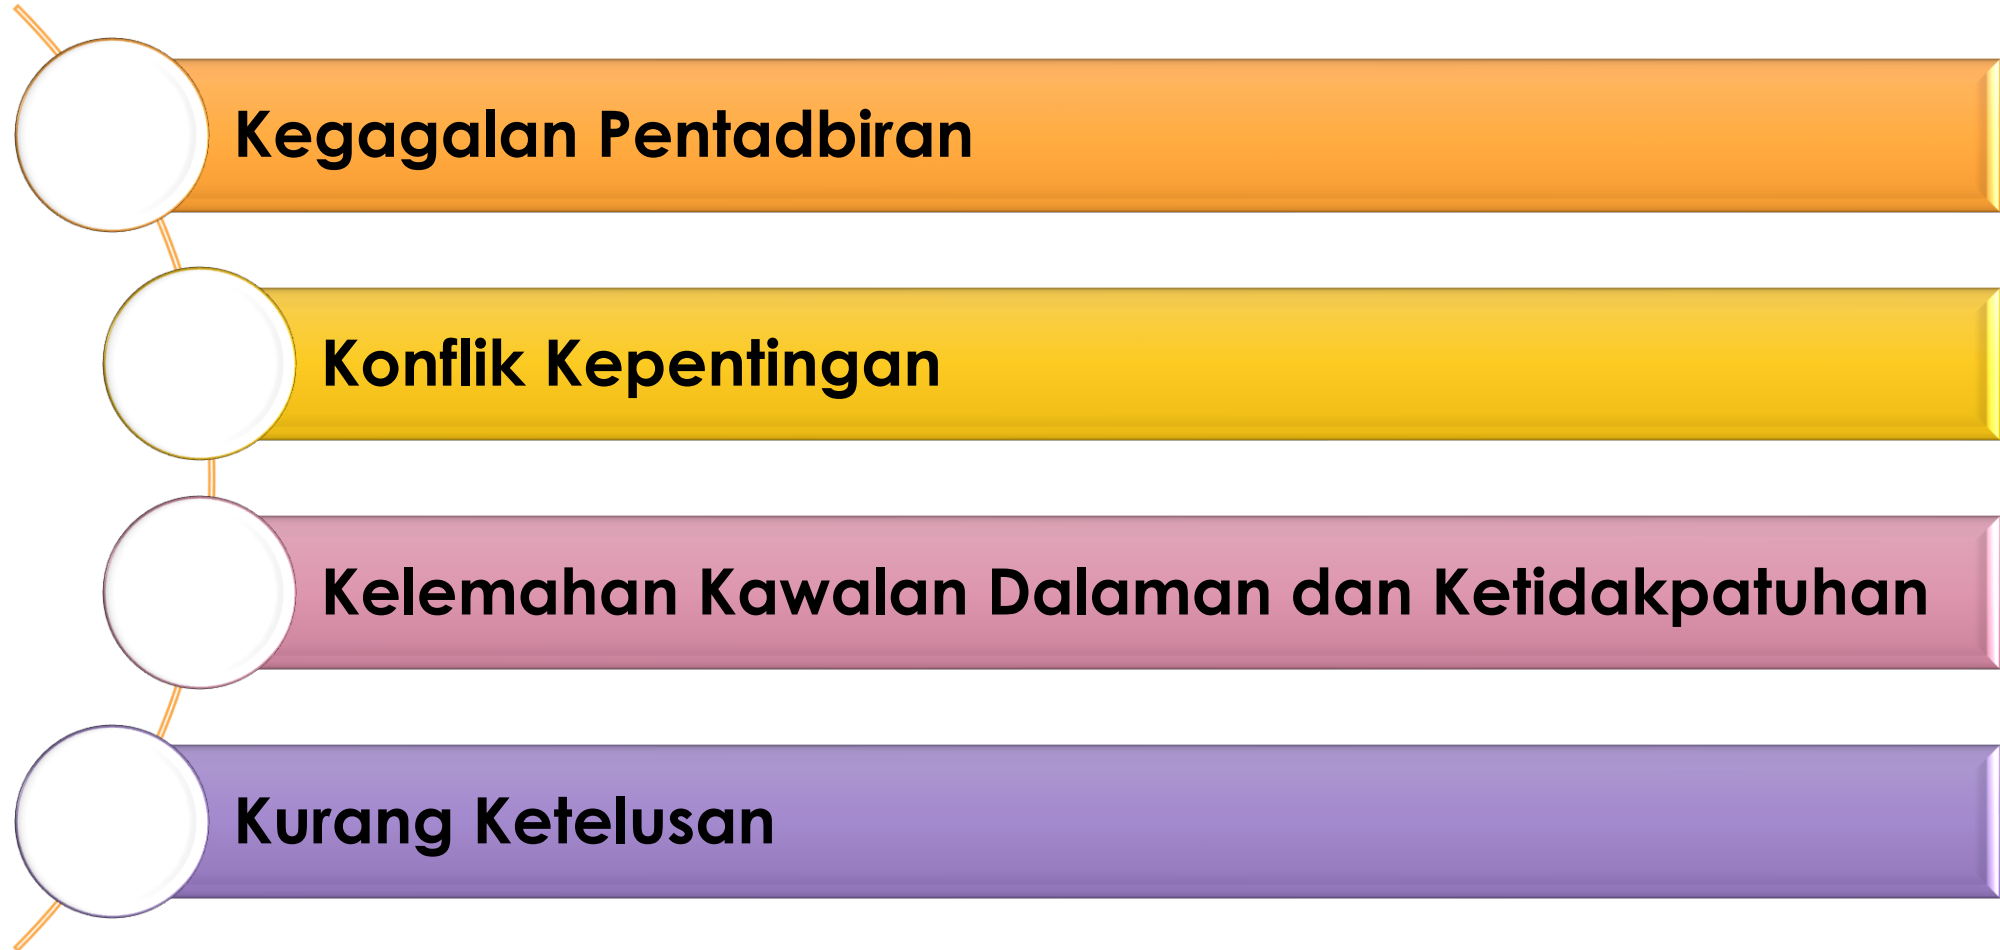 Kegagalan Pentadbiran
Konflik Kepentingan
Kelemahan Kawalan Dalaman dan Ketidakpatuhan
Kurang Ketelusan